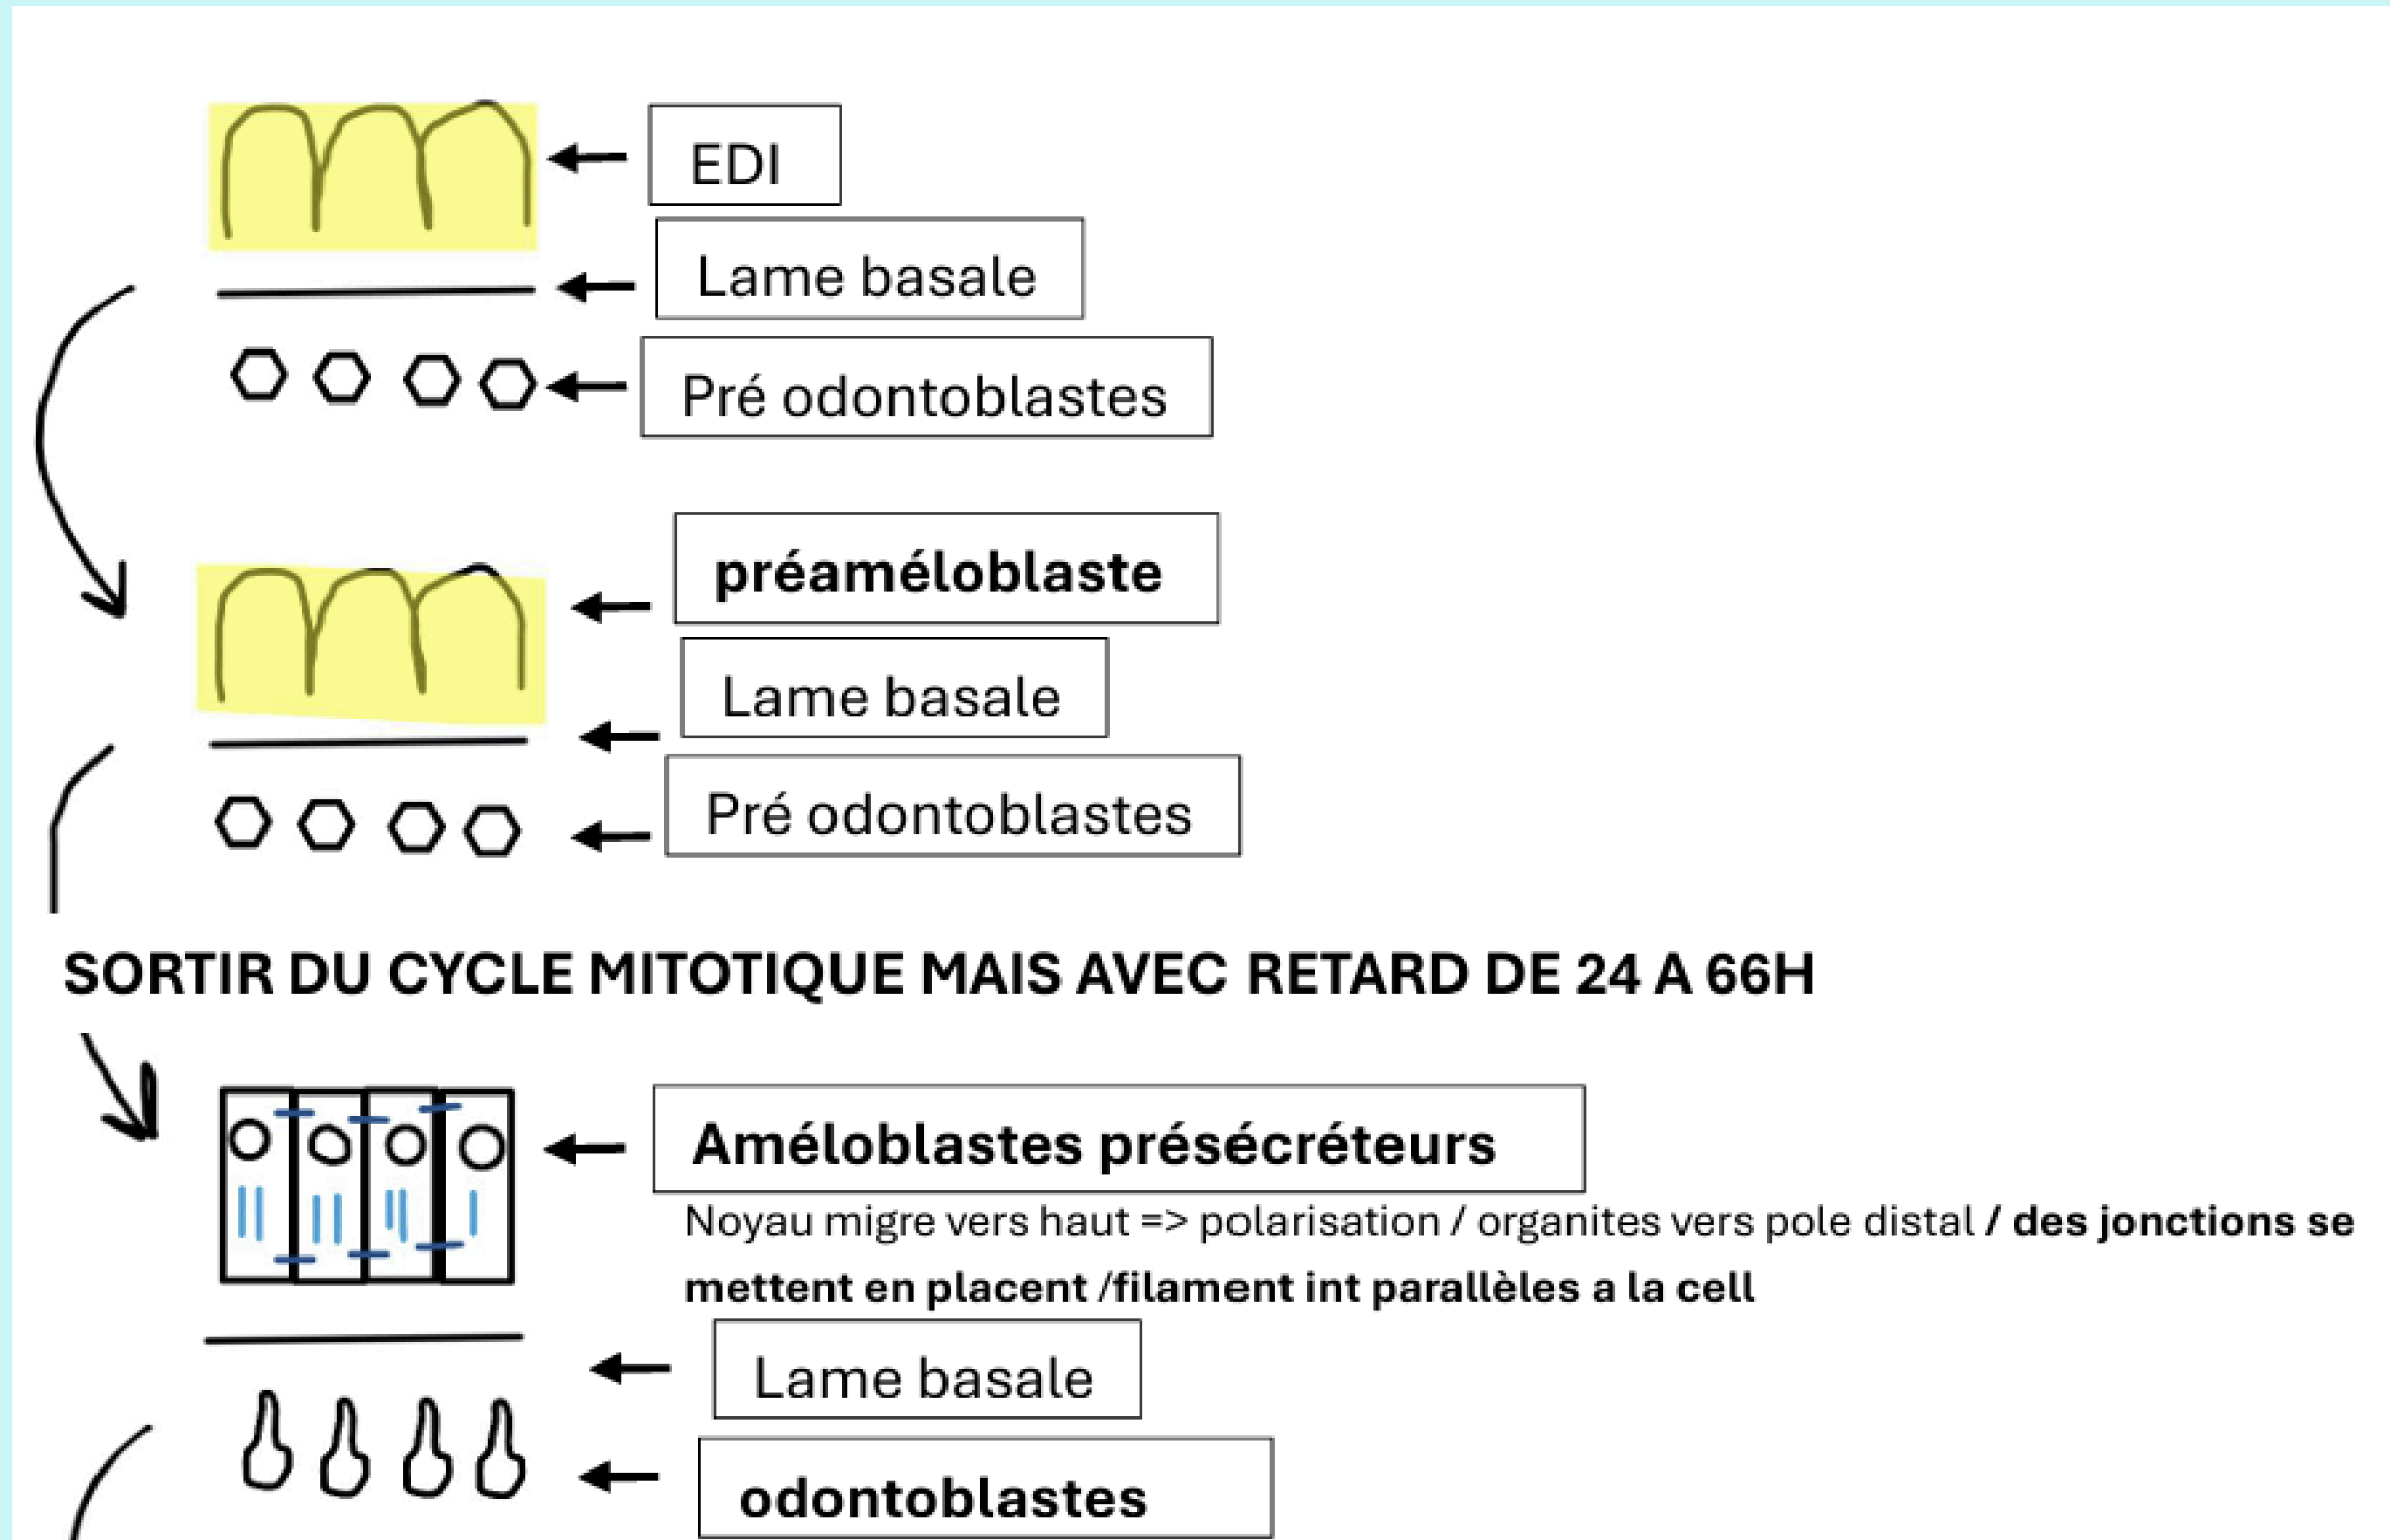 EDI
Lame basale
Pré odontoblastes
préaméloblaste
Lame basale
Pré odontoblastes
SORTIR DU CYCLE MITOTIQUE MAIS AVEC RETARD DE 24 A 66H
Améloblastes présécréteurs
Noyau migre vers haut => polarisation / organites vers pole distal / des jonctions se
mettent en placent /filament int parallèles a la cell
Lame basale
odontoblastes